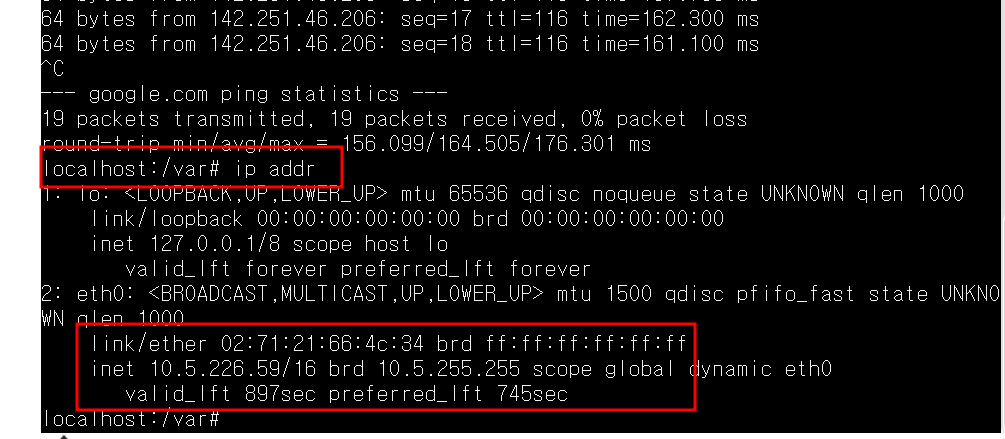 64 bytes from 142.251.46.206: seq=17 ttl=116 time=162.300 ms
64 bytes from 142.251.46.206: seq=18 ttl=116 time=161.100 ms
^C
--- google.com ping statistics ---
19 packets transmitted, 19 packets received, 0% packet loss
round-trip min/avg/max = 156.099/164.505/176.301 ms
localhost:/var# ip addr
1: lo: <LOOPBACK,UP,LOWER_UP> mtu 65536 qdisc noqueue state UNKNOWN qlen 1000
link/loopback 00:00:00:00:00:00 brd 00:00:00:00:00:00
inet 127.0.0.1/8 scope host lo
valid_lft forever preferred_lft forever
2: eth0: <BROADCAST,MULTICAST,UP,LOWER_UP> mtu 1500 qdisc pfifo_fast state UNKNO
WN qlen 1000
link/ether 02:71:21:66:4c:34 brd ff:ff:ff:ff:ff:ff
inet 10.5.226.59/16 brd 10.5.255.255 scope global dynamic eth0
valid_lft 897sec preferred_lft 745sec
localhost:/var#